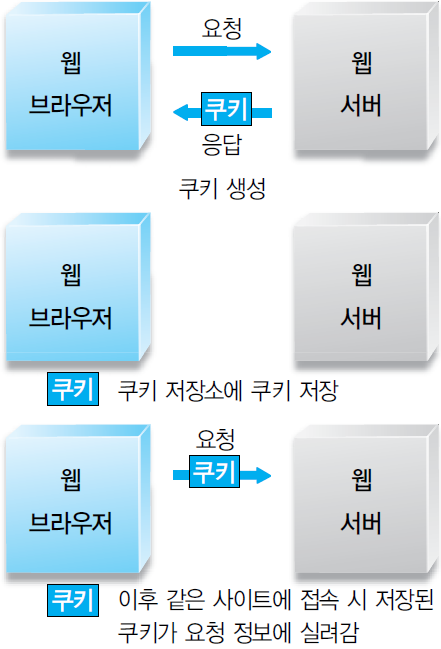 요청
웹
브라우저
웹
서버
쿠키
응답
쿠키 생성
웹
브라우저
웹
서버
쿠키 쿠키 저장소에 쿠키 저장
요청
웹
브라우저
쿠키
웹
서버
쿠키 이후 같은 사이트에 접속 시 저장된
쿠키가 요청 정보에 실려감